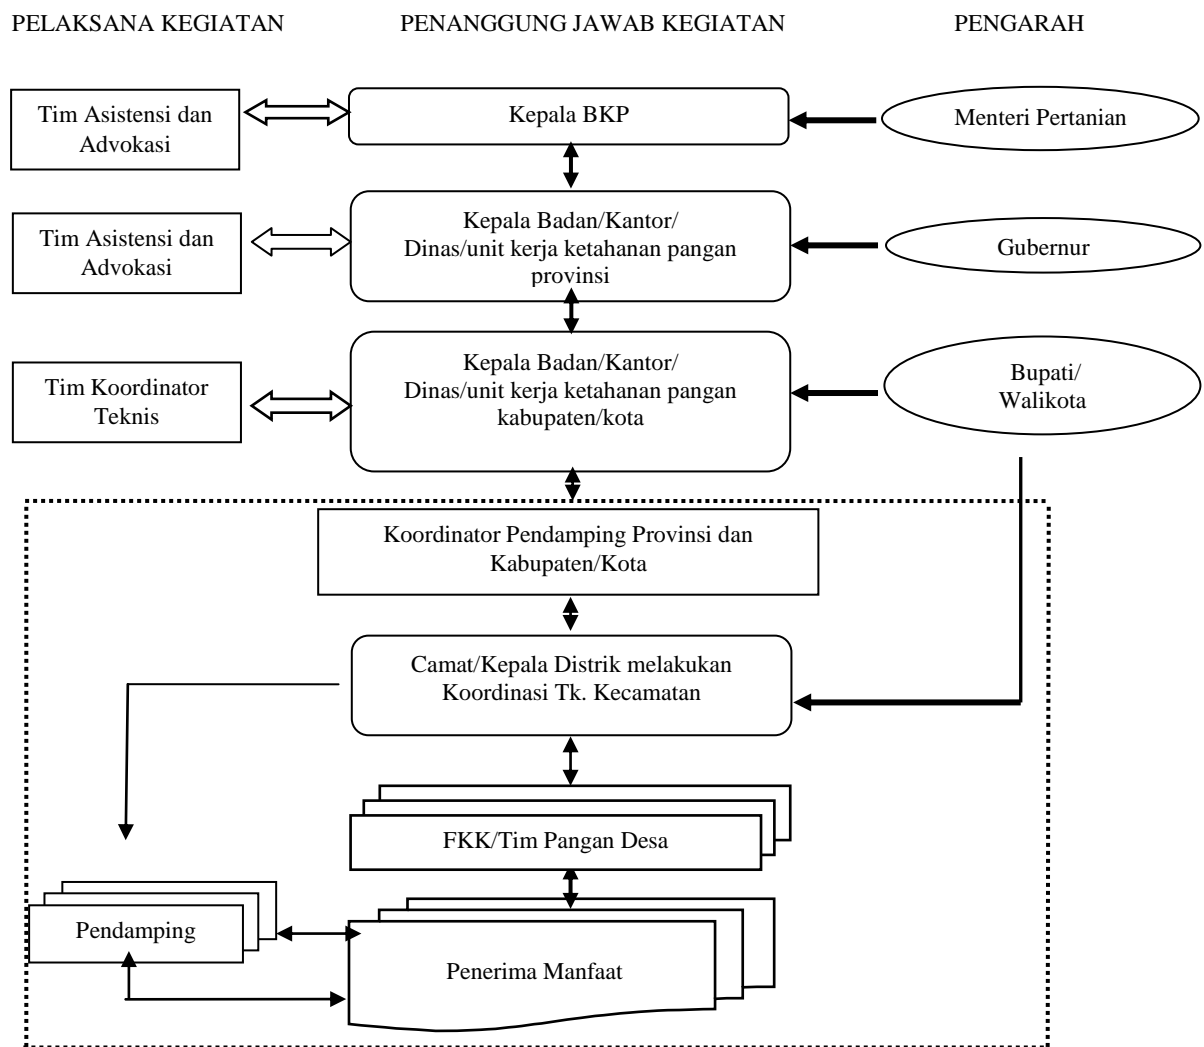 PELAKSANA KEGIATAN
PENANGGUNG JAWAB KEGIATAN
PENGARAH
Tim Asistensi dan
Advokasi
Kepala BKP
Menteri Pertanian
Tim Asistensi dan
Advokasi
Kepala Badan/Kantor/
Dinas/unit kerja ketahanan pangan
provinsi
Gubernur
Tim Koordinator
Teknis
Kepala Badan/Kantor/
Dinas/unit kerja ketahanan pangan
kabupaten/kota
Bupati/
Walikota
Koordinator Pendamping Provinsi dan
Kabupaten/Kota
Camat/Kepala Distrik melakukan
Koordinasi Tk. Kecamatan
FKK/Tim Pangan Desa
Pendamping
Penerima Manfaat